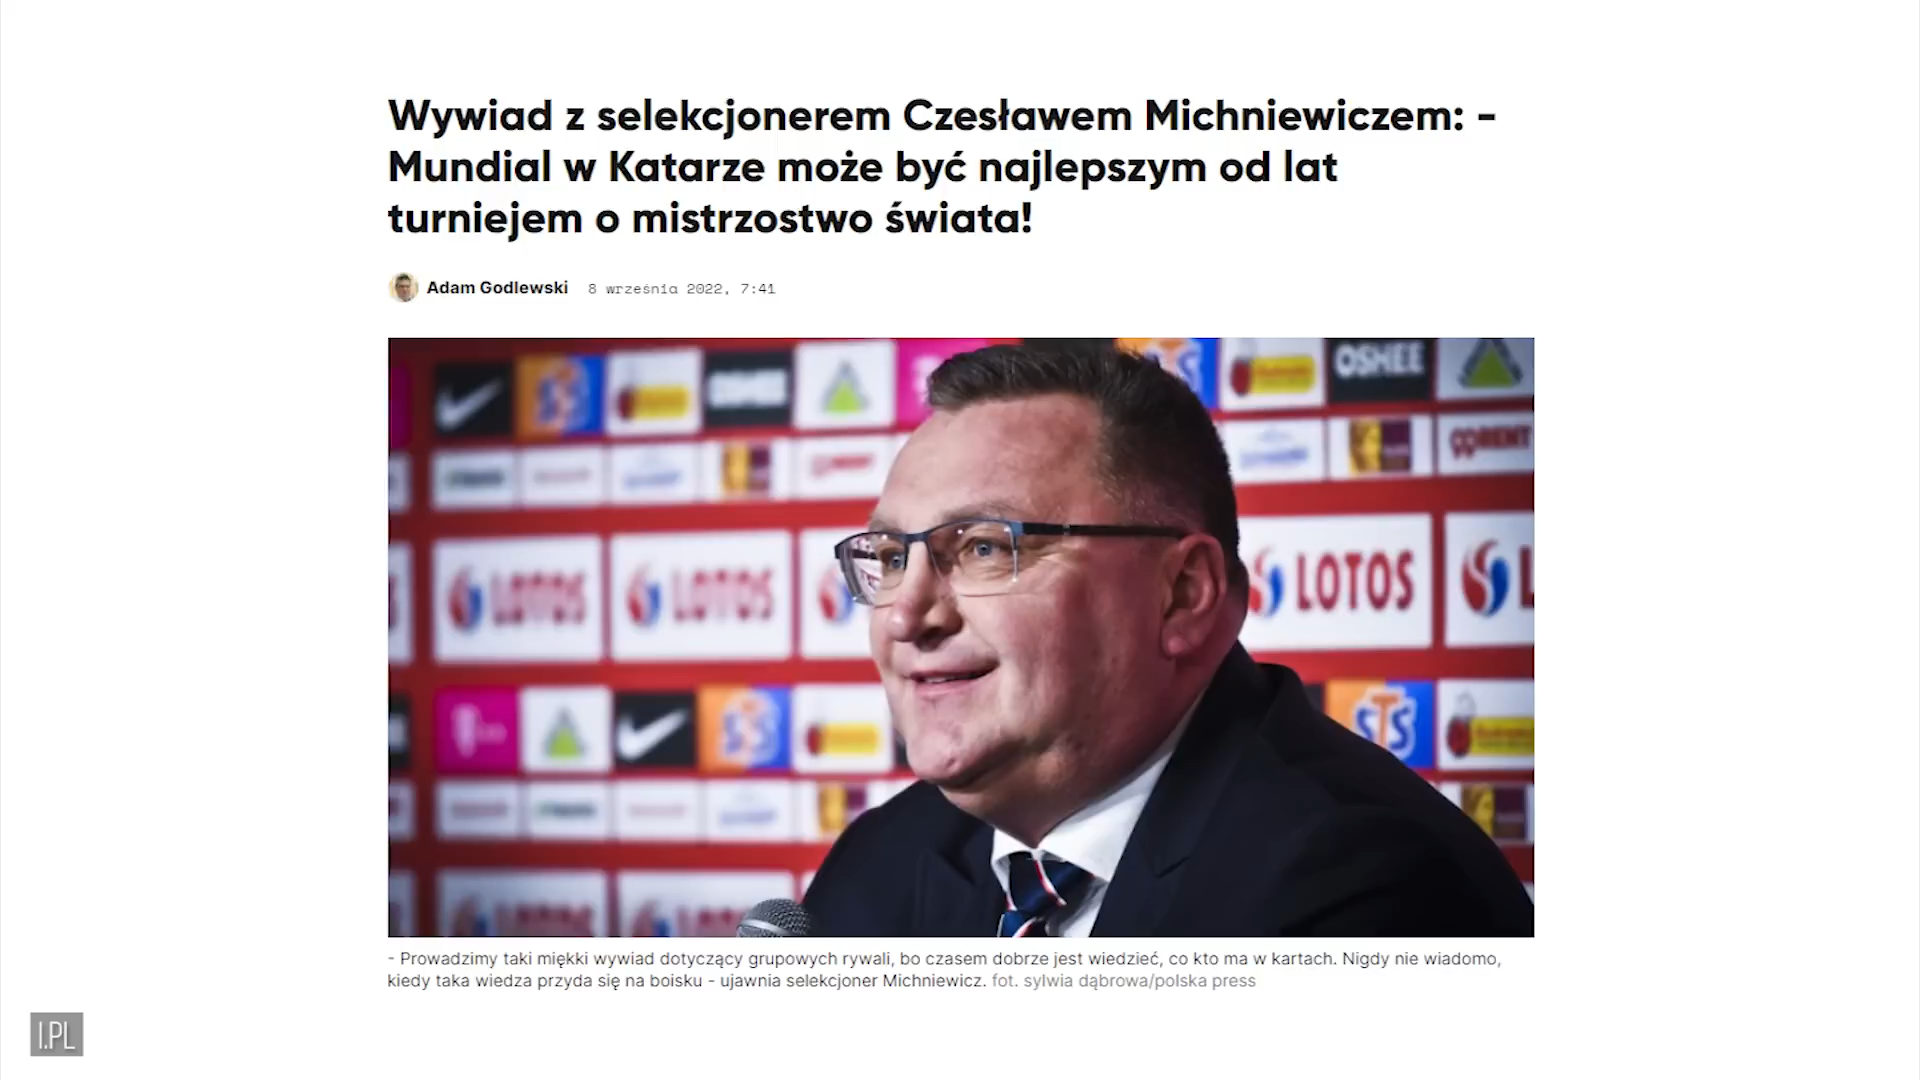 Wywiad z selekcjonerem Czesławem Michniewiczem: -
Mundial w Katarze może być najlepszym od lat
turniejem o mistrzostwo świata!
Adam Godlewski 8 września 2022, 7:41
OSHEE
OSHEE
LOTOS
LOTOS
LOTOS
STS
- Prowadzimy taki miękki wywiad dotyczący grupowych rywali, bo czasem dobrze jest wiedzieć, co kto ma w kartach. Nigdy nie wiadomo,
kiedy taka wiedza przyda się na boisku - ujawnia selekcjoner Michniewicz. fot. sylwia dąbrowa/polska press
I.PL